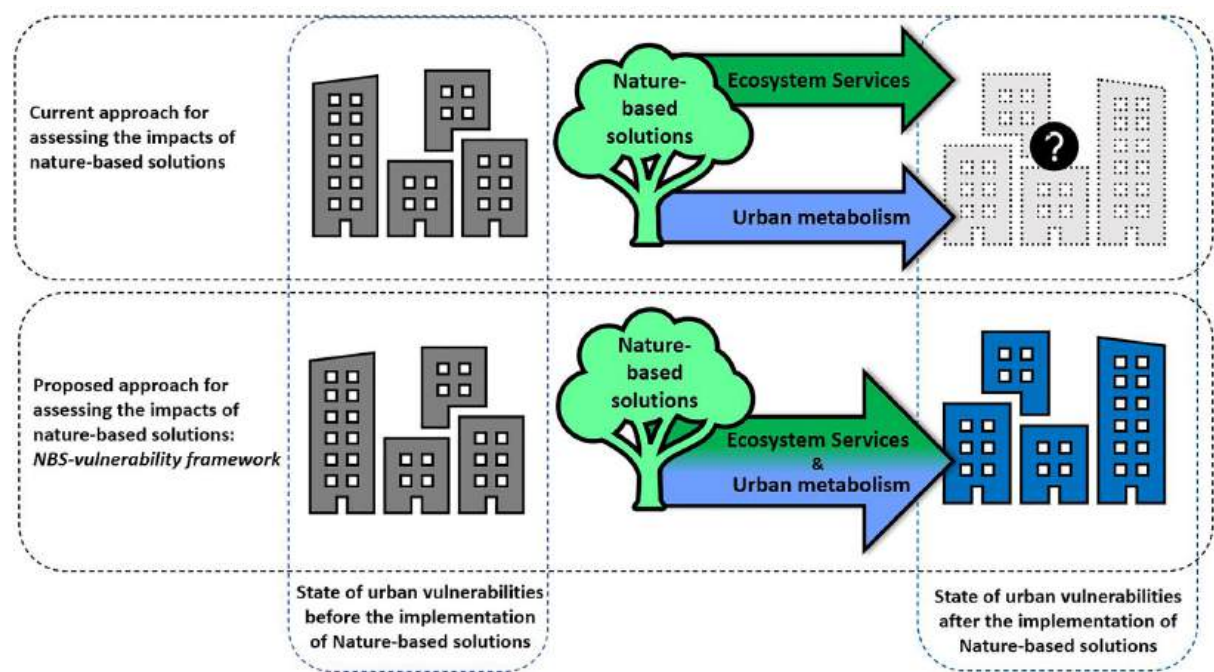 Current approach for
assessing the impacts of
nature-based solutions
Nature-
based
solutions
Ecosystem Services
Urban metabolism
?
Proposed approach for
assessing the impacts of
nature-based solutions:
NBS-vulnerability framework
Nature-
based
solutions
Ecosystem Services
&
Urban metabolism
State of urban vulnerabilities
before the implementation
of Nature-based solutions
State of urban vulnerabilities
after the implementation of
Nature-based solutions